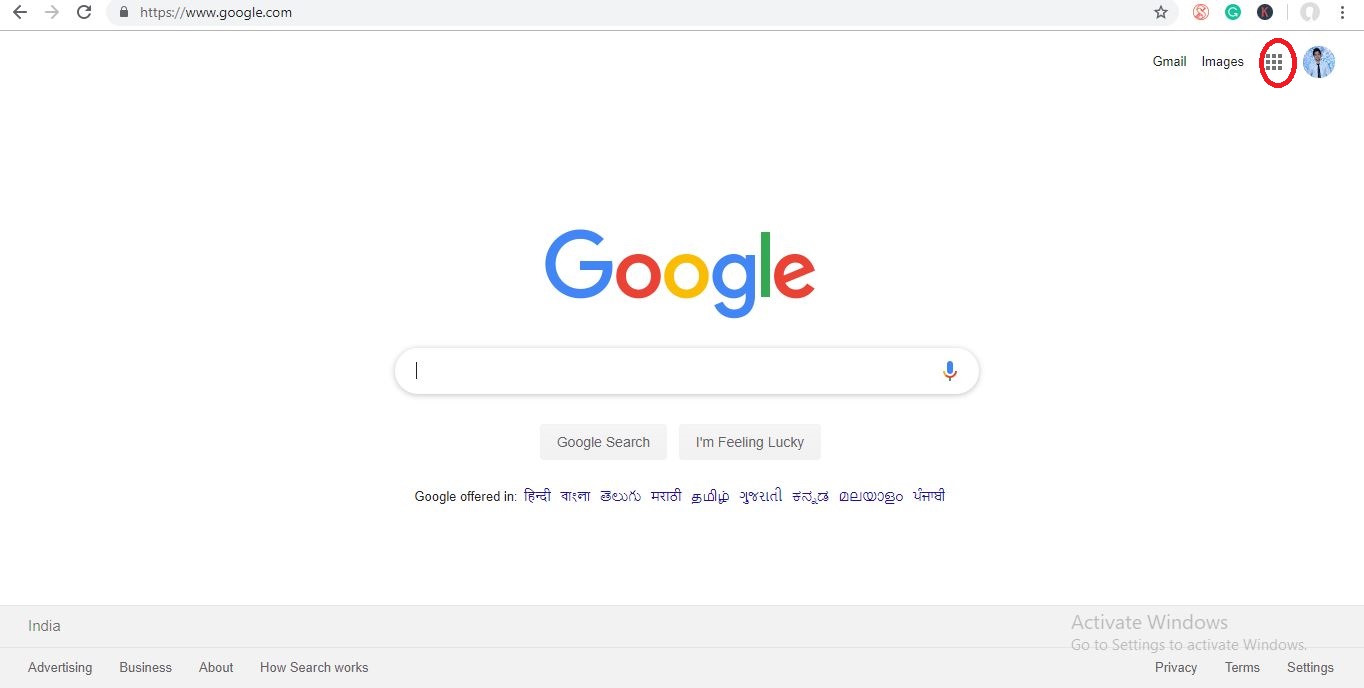 https://www.google.com
G K
Gmail Images
Google
Google Search I'm Feeling Lucky
Google offered in: हिन्दी বাংলা తెలుగు मराठी தமிழ் ગુજરાતી ಕನ್ನಡ മലയാളം ਪੰਜਾਬੀ
India
Activate Windows
Go to Settings to activate Windows.
Advertising Business About How Search works Privacy Terms Settings